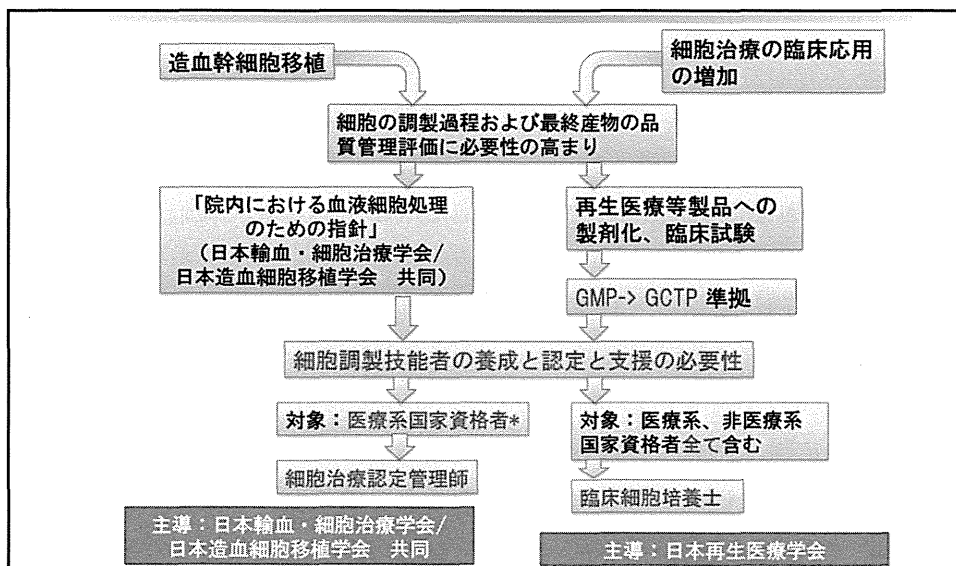 造血幹細胞移植
細胞治療の臨床応用
の増加
細胞の調製過程および最終産物の品
質管理評価に必要性の高まり
「院内における血液細胞処理
のための指針」
（日本輸血・細胞治療学会/
日本造血細胞移植学会　共同）
再生医療等製品への
製剤化、臨床試験
GMP-> GCTP 準拠
細胞調製技能者の養成と認定と支援の必要性
対象：医療系国家資格者*
細胞治療認定管理師
対象：医療系、非医療系
国家資格者全て含む
臨床細胞培養士
主導：日本輸血・細胞治療学会/
日本造血細胞移植学会　共同
主導：日本再生医療学会